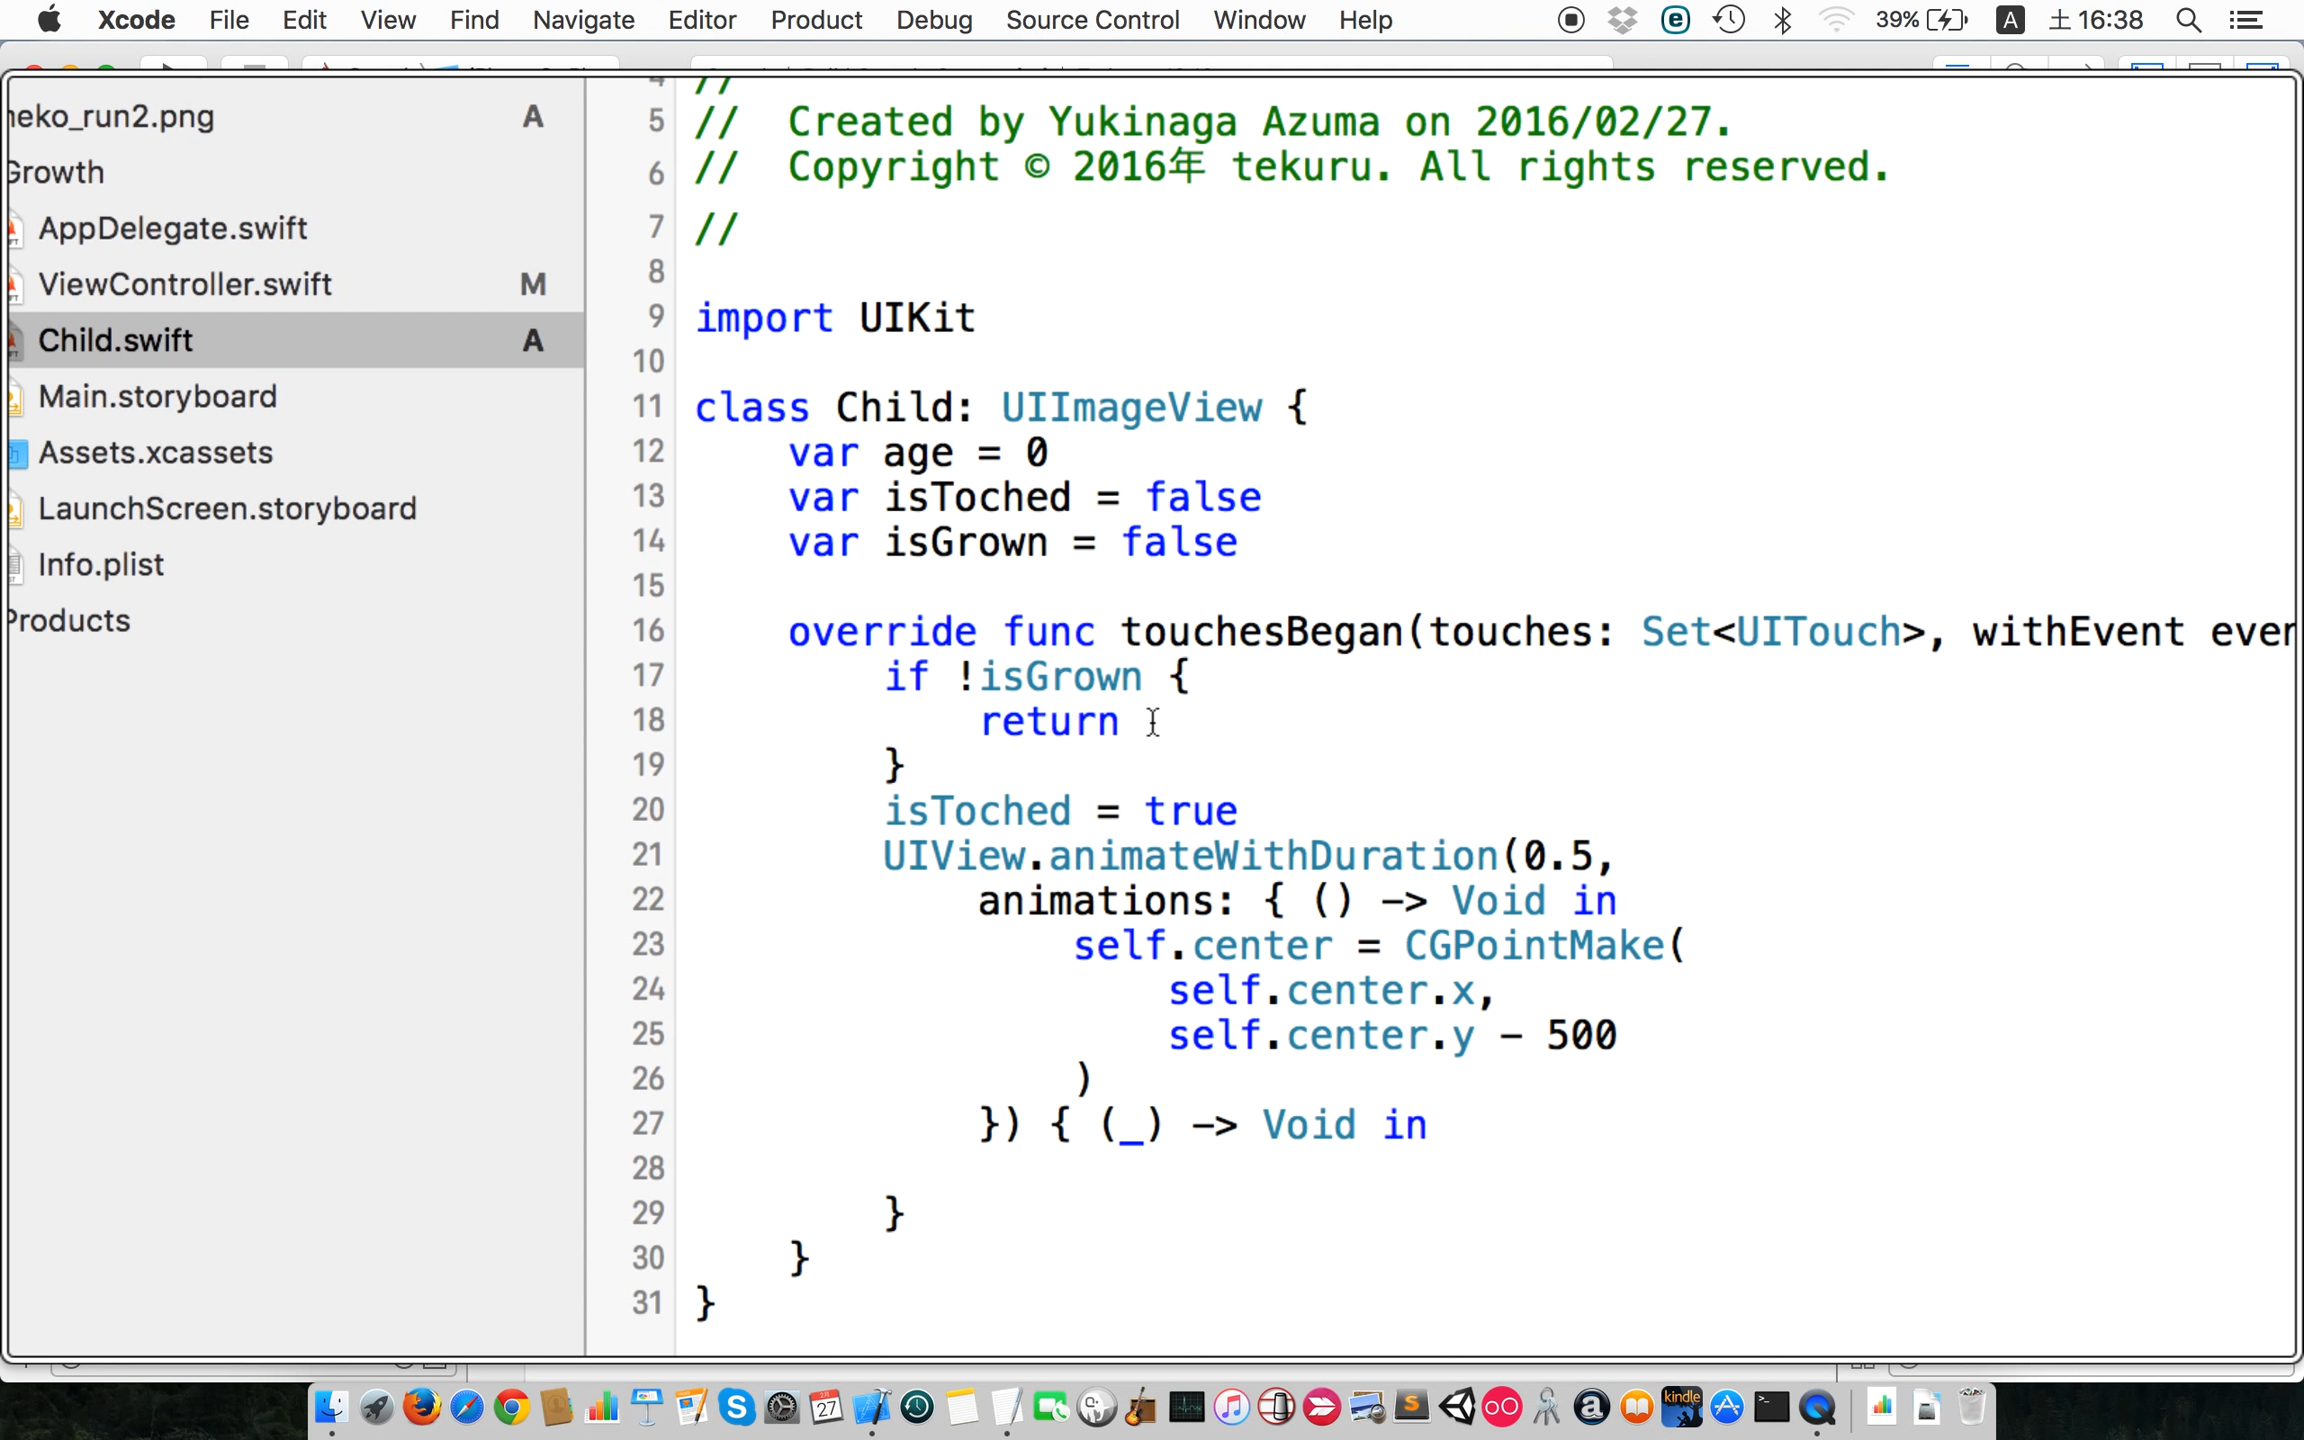 Xcode File Edit View Find Navigate Editor Product Debug Source Control Window Help 39% A 土 16:38
neko_run2.png A
Growth
AppDelegate.swift
ViewController.swift M
Child.swift A
Main.storyboard
Assets.xcassets
LaunchScreen.storyboard
Info.plist
Products
4 //
5 // Created by Yukinaga Azuma on 2016/02/27.
6 // Copyright © 2016年 tekuru. All rights reserved.
7 //
8
9 import UIKit
10
11 class Child: UIImageView {
12 var age = 0
13 var isToched = false
14 var isGrown = false
15
16 override func touchesBegan(touches: Set<UITouch>, withEvent even
17 if !isGrown {
18 return
19 }
20 isToched = true
21 UIView.animateWithDuration(0.5,
22 animations: { () -> Void in
23 self.center = CGPointMake(
24 self.center.x,
25 self.center.y - 500
26 )
27 }) { (_) -> Void in
28
29 }
30 }
31 }
27
kindle